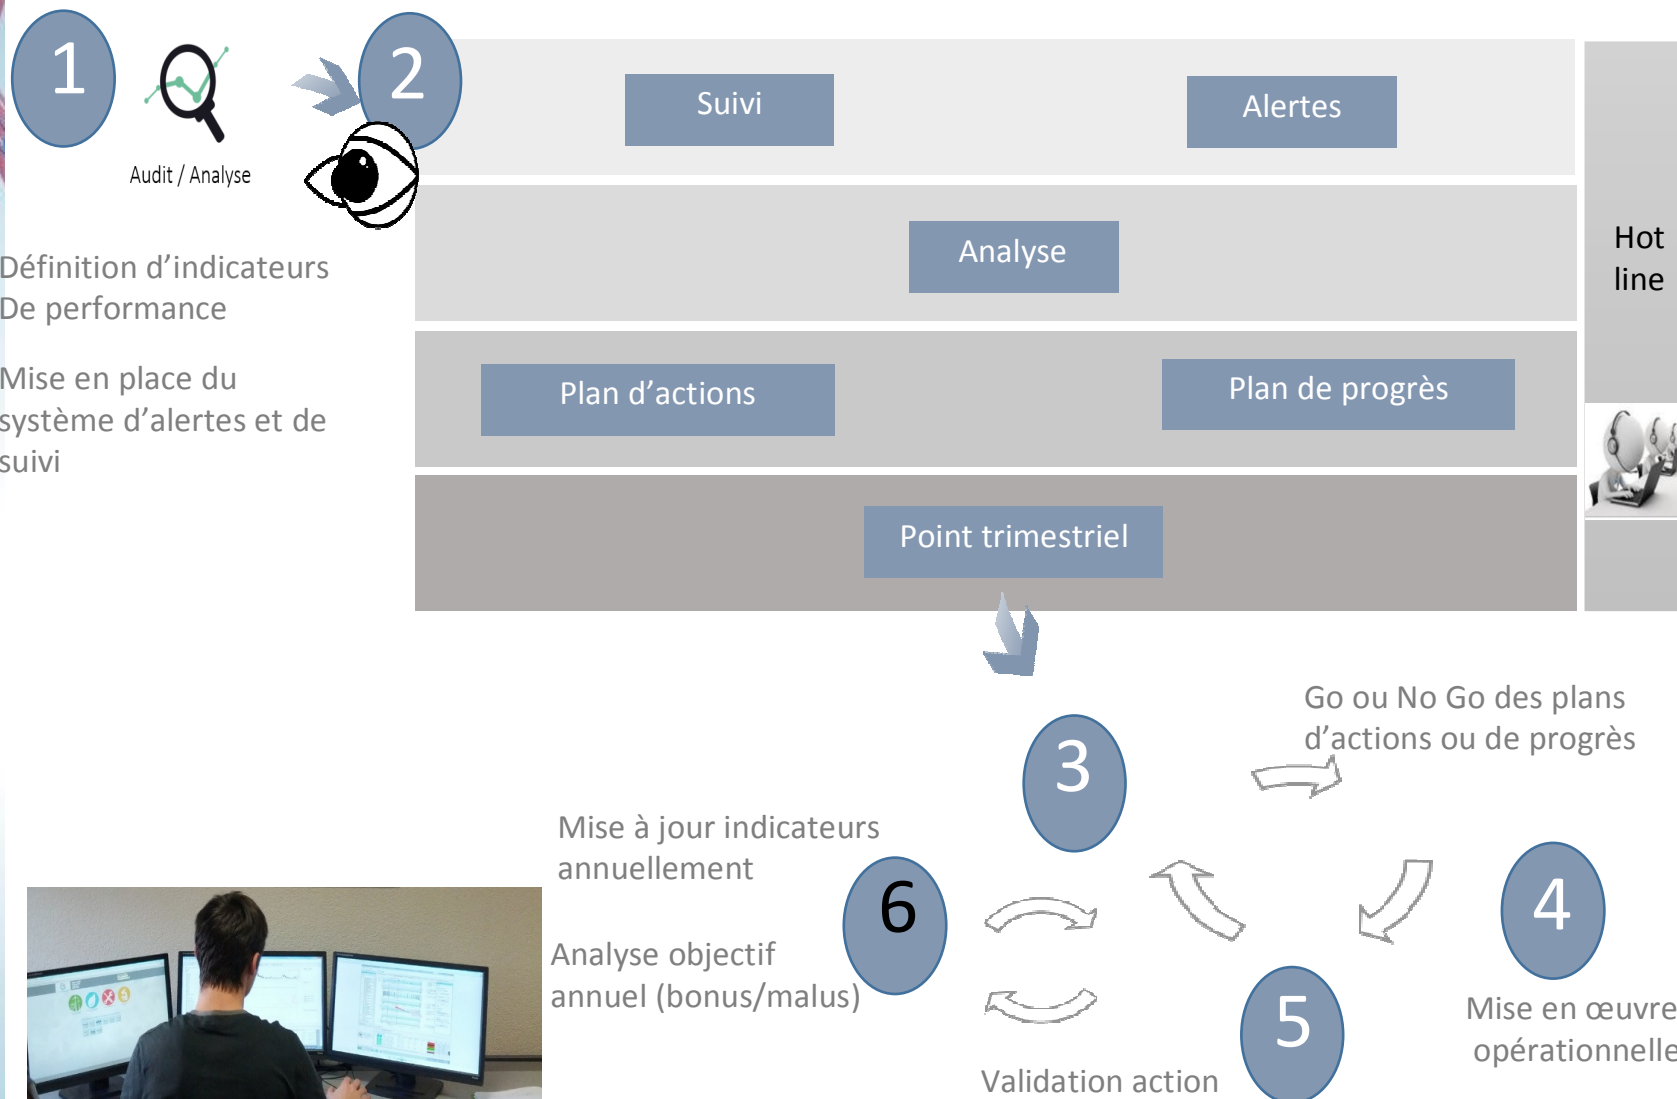 1
2
Audit / Analyse
Suivi
Alertes
Analyse
Hot
line
Définition d’indicateurs
De performance
Mise en place du
système d’alertes et de
suivi
Plan d’actions
Plan de progrès
Point trimestriel
3
Go ou No Go des plans
d’actions ou de progrès
4
Mise en œuvre
opérationnelle
5
Validation action
6
Mise à jour indicateurs
annuellement
Analyse objectif
annuel (bonus/malus)